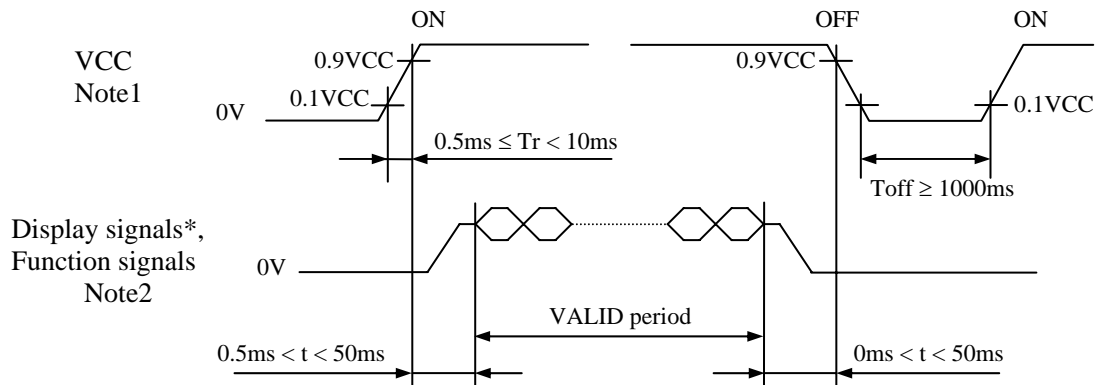 ON OFF ON
VCC
Note1
0.9VCC 0.9VCC
0.1VCC 0.1VCC
0V
0.5ms ≤ Tr < 10ms
Toff ≥ 1000ms
Display signals*,
Function signals
Note2
0V
VALID period
0.5ms < t < 50ms 0ms < t < 50ms